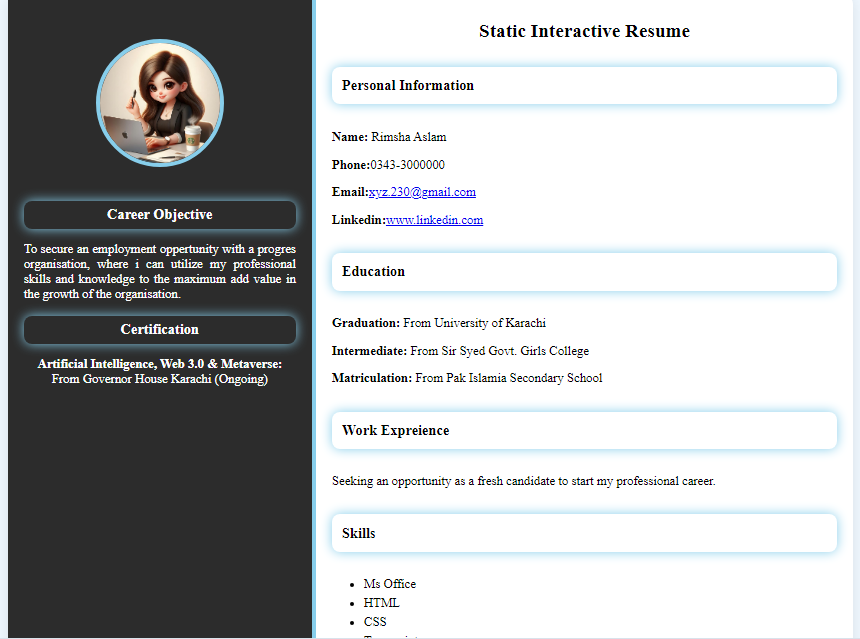 Career Objective
To secure an employment oppertunity with a progres
organisation, where i can utilize my professional
skills and knowledge to the maximum add value in
the growth of the organisation.
Certification
Artificial Intelligence, Web 3.0 & Metaverse:
From Governor House Karachi (Ongoing)
Static Interactive Resume
Personal Information
Name: Rimsha Aslam
Phone:0343-3000000
Email:xyz.230@gmail.com
Linkedin:www.linkedin.com
Education
Graduation: From University of Karachi
Intermediate: From Sir Syed Govt. Girls College
Matriculation: From Pak Islamia Secondary School
Work Expreience
Seeking an opportunity as a fresh candidate to start my professional career.
Skills
Ms Office
HTML
CSS